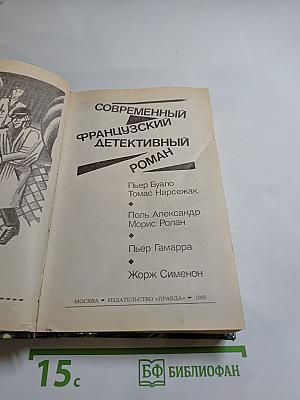 СОВРЕМЕННЫЙ
ФРАНЦУЗСКИЙ
ДЕТЕКТИВНЫЙ
РОМАН
Пьер Буало
Томас Нарсежак
Поль Александр
Морис Ролан
Пьер Гамарра
Жорж Сименон
МОСКВА – ИЗДАТЕЛЬСТВО «ПРАВДА» –
15с
БФ БИБЛИОФАН